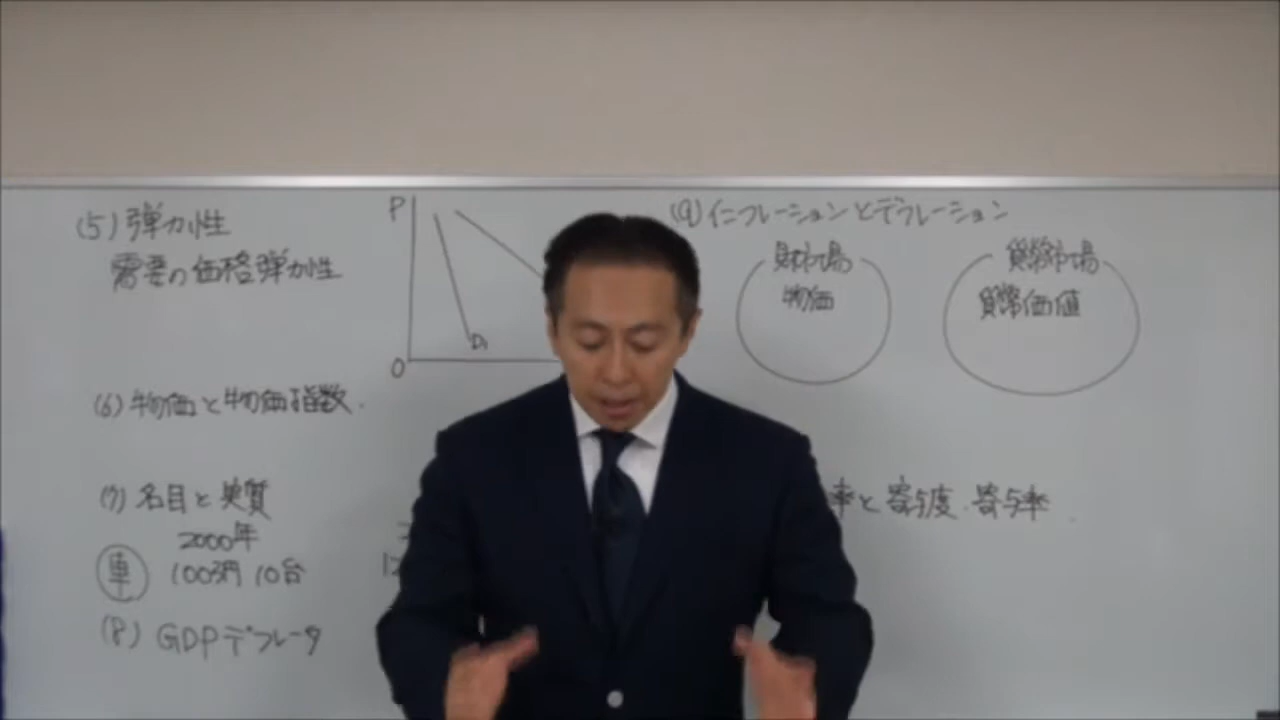 (5) 弾力性
需要の価格弾力性
P
D₁
O
(6) 物価と物価指数.
(7) 名目と実質
2000年
車 100万円 10台
(8) GDPデフレータ
(9) インフレーションとデフレーション
財市場
物価
貨幣市場
貨幣価値
率と寄与度.寄与率.